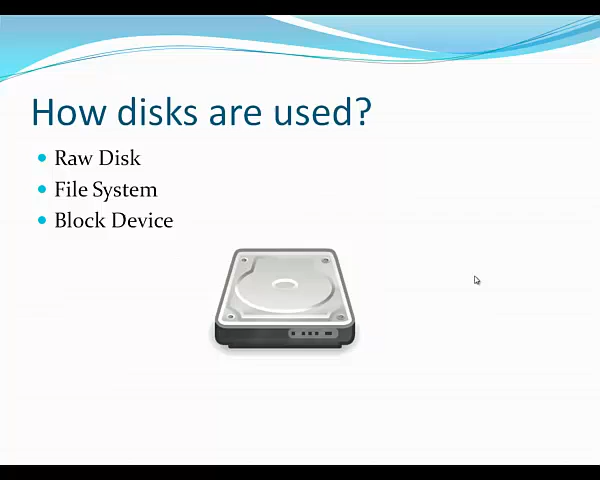 How disks are used?
Raw Disk
File System
Block Device